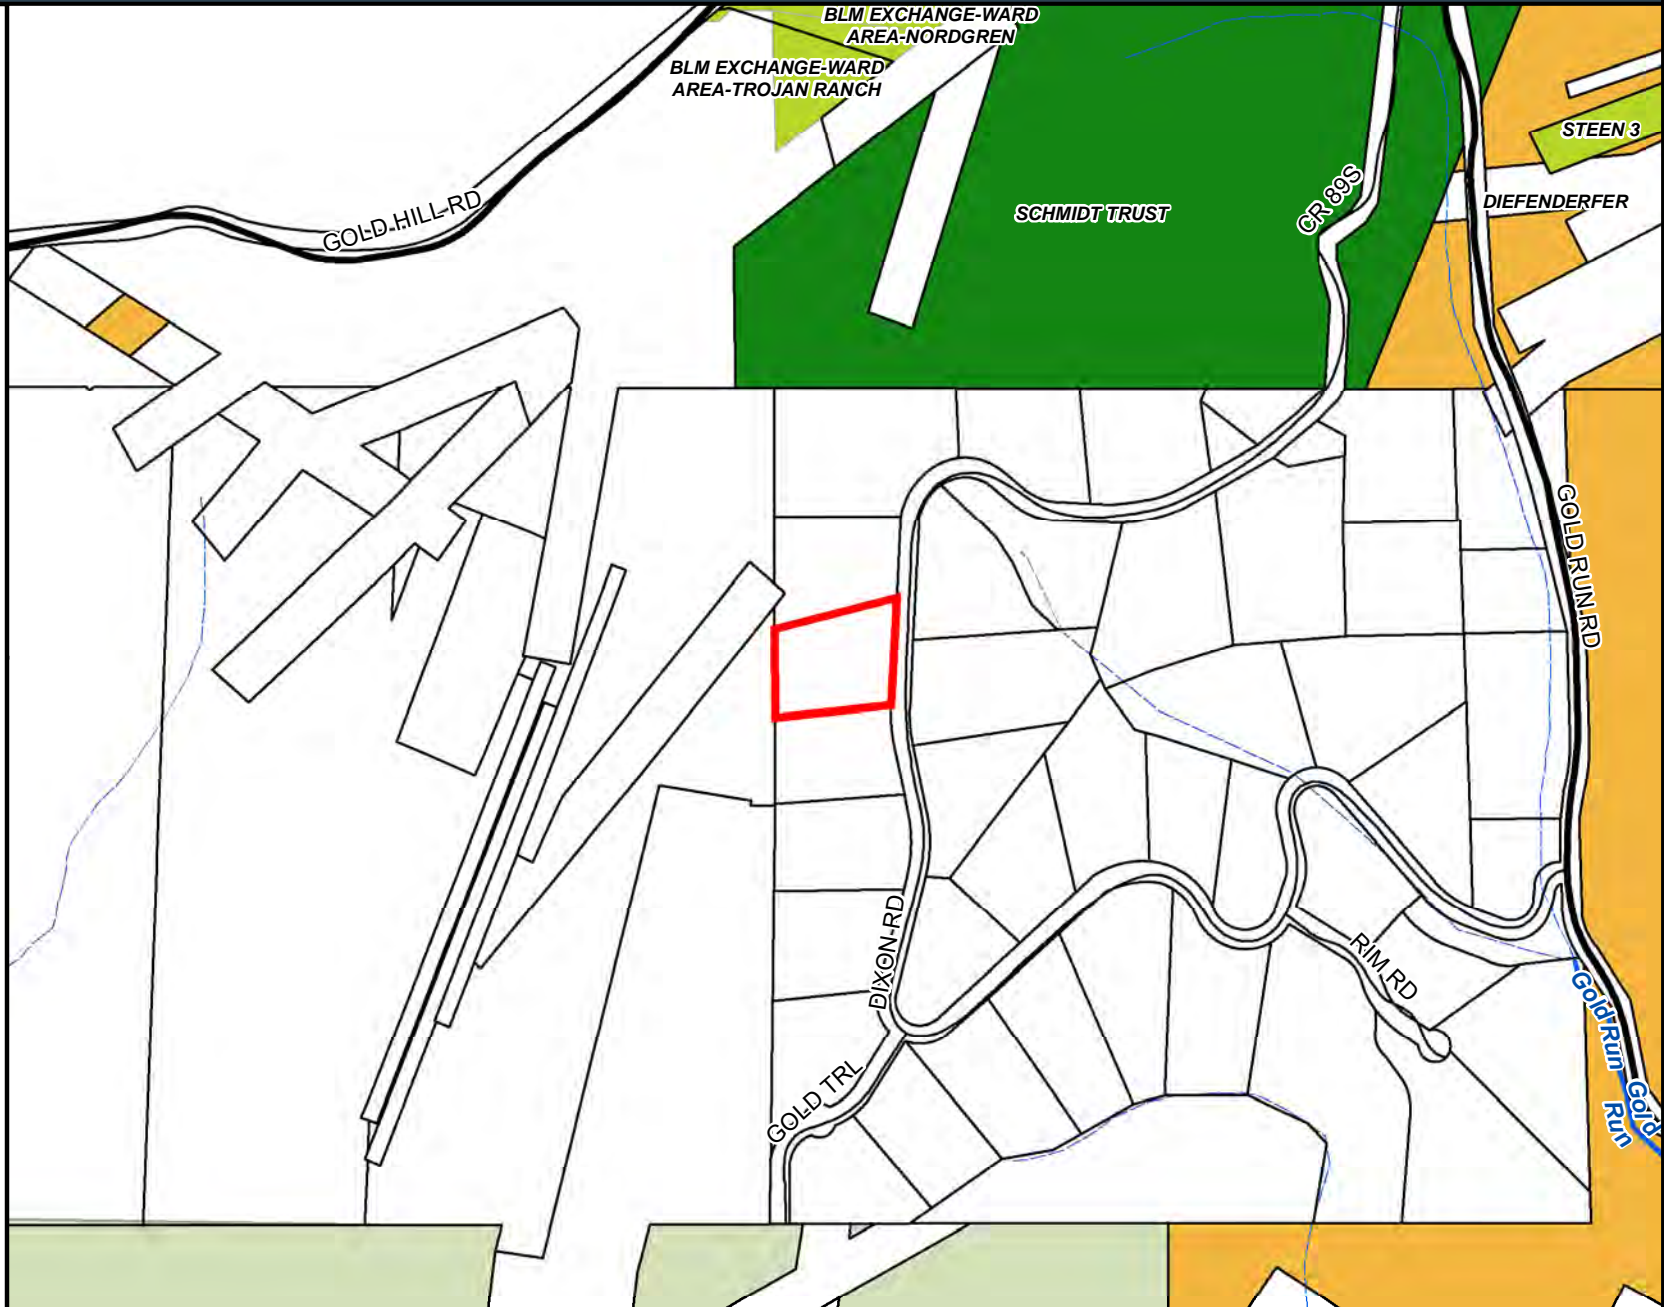 BLM EXCHANGE-WARD
AREA-NORDGREN
BLM EXCHANGE-WARD
AREA-TROJAN RANCH
STEEN 3
CR 89S
DIEFENDERFER
SCHMIDT TRUST
GOLD HILL RD
GOLD RUN RD
DIXON RD
RIM RD
Gold Run
GOLD TRL
Gold
Run